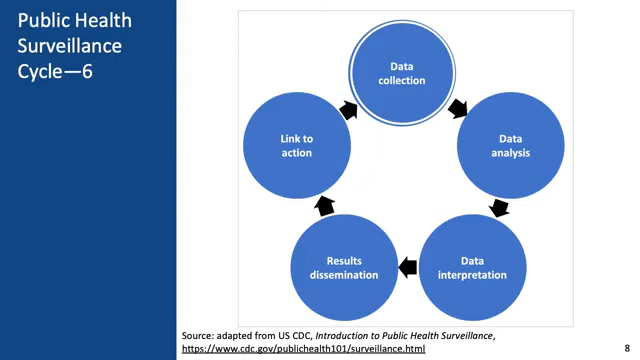 Public Health
Surveillance
Cycle—6
Data
collection
Data
analysis
Data
interpretation
Results
dissemination
Link to
action
Source: adapted from US CDC, Introduction to Public Health Surveillance,
https://www.cdc.gov/publichealth101/surveillance.html
8